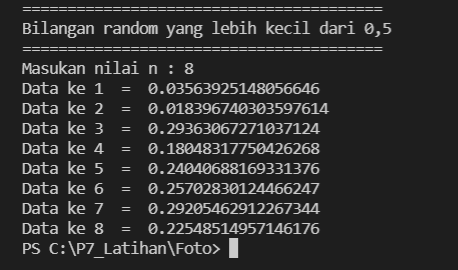 ========================================
Bilangan random yang lebih kecil dari 0,5
========================================
Masukan nilai n : 8
Data ke 1  =  0.03563925148056646
Data ke 2  =  0.018396740303597614
Data ke 3  =  0.29363067271037124
Data ke 4  =  0.18048317750426268
Data ke 5  =  0.24040688169331376
Data ke 6  =  0.25702830124466247
Data ke 7  =  0.29205462912267344
Data ke 8  =  0.22548514957146176
PS C:\P7_Latihan\Foto>